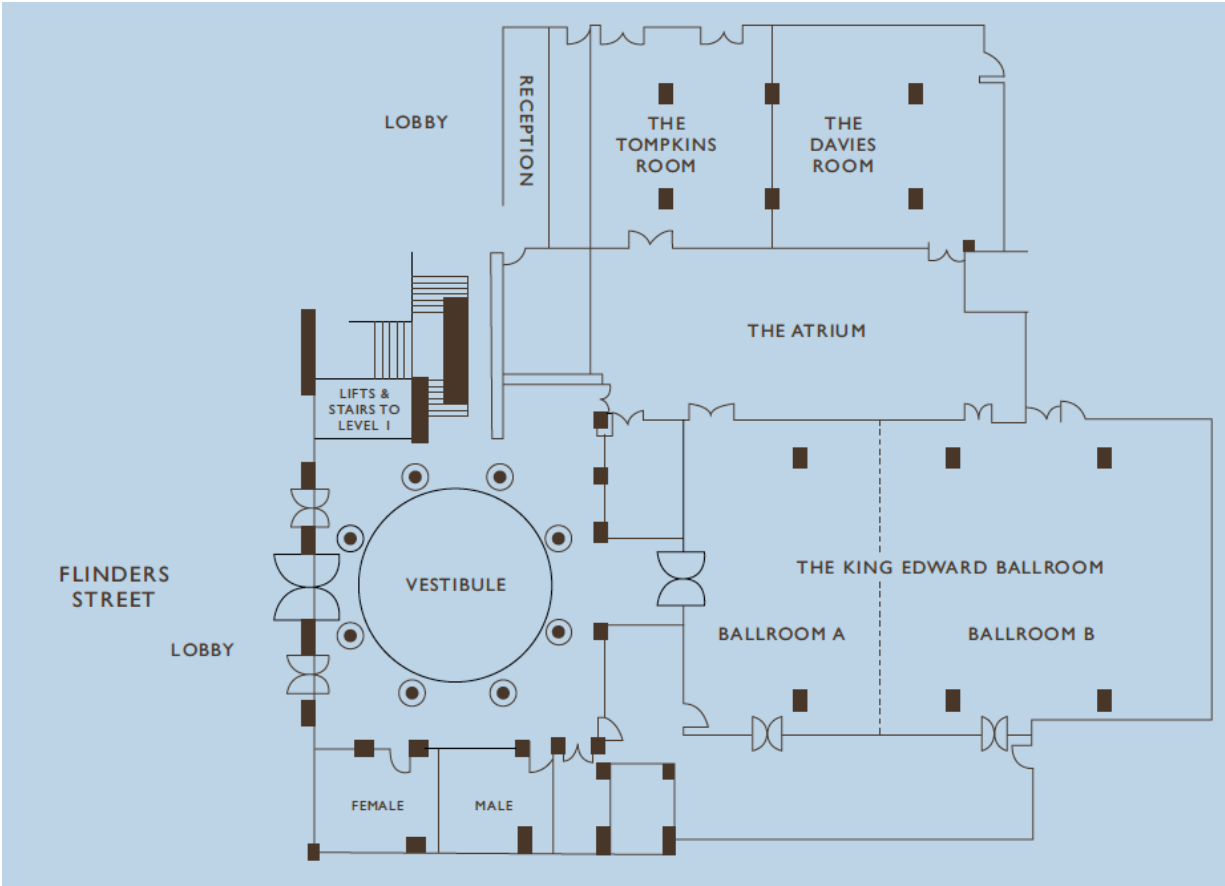 LOBBY
RECEPTION
THE
TOMPKINS
ROOM
THE
DAVIES
ROOM
THE ATRIUM
LIFTS &
STAIRS TO
LEVEL 1
FLINDERS
STREET
VESTIBULE
THE KING EDWARD BALLROOM
LOBBY
BALLROOM A
BALLROOM B
FEMALE
MALE